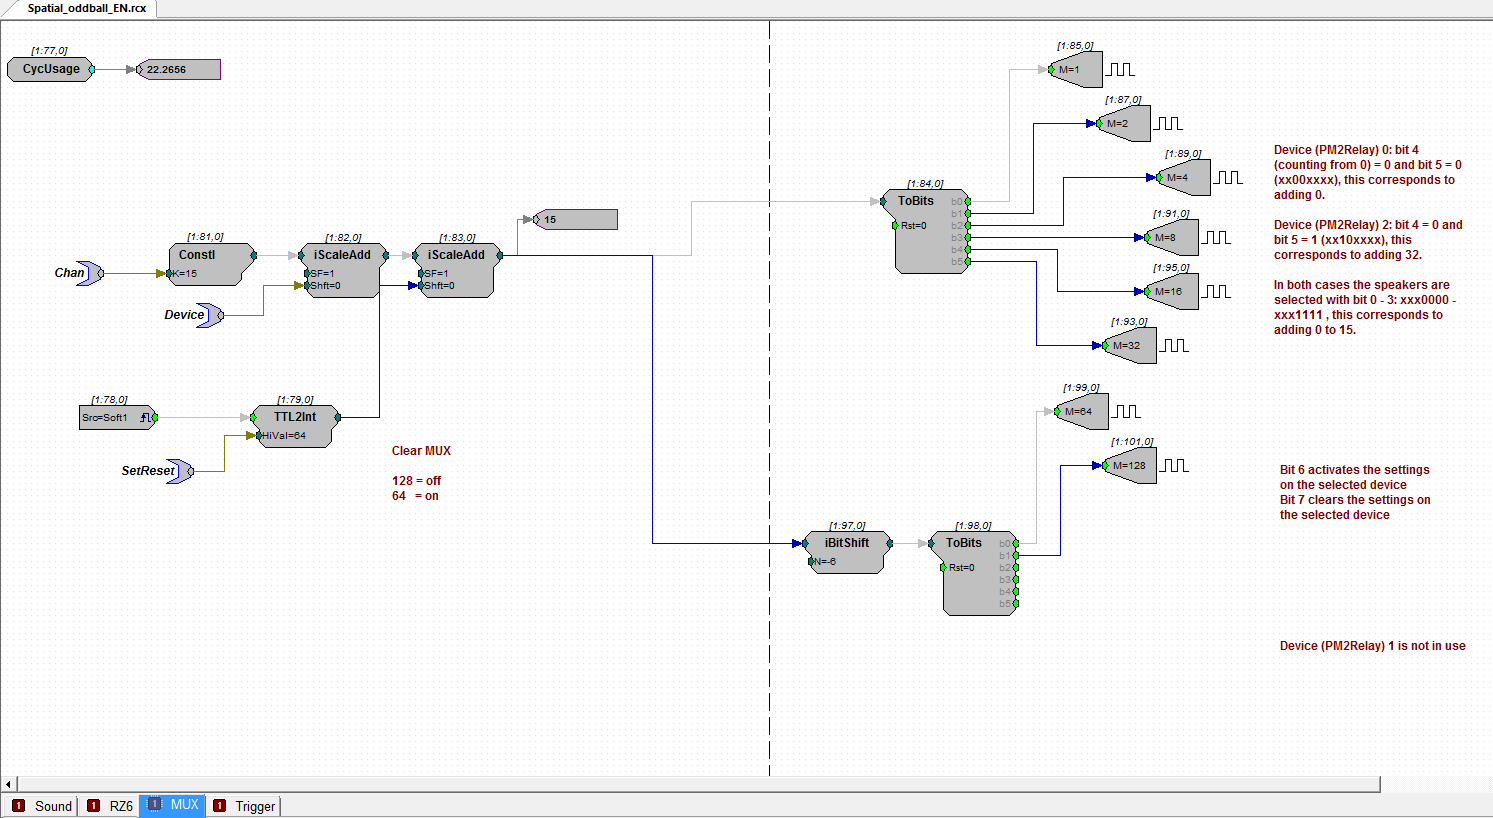 Spatial_oddball_EN.rcx
[1:77,0]
CycUsage
22.2656
[1:81,0]
ConstI
K=15
Chan
[1:82,0]
iScaleAdd
SF=1
Shft=0
Device
[1:83,0]
iScaleAdd
SF=1
Shft=0
15
[1:78,0]
Src=Soft1
[1:79,0]
TTL2Int
HiVal=64
SetReset
Clear MUX
128 = off
64 = on
[1:84,0]
ToBits
Rst=0
b0
b1
b2
b3
b4
b5
[1:85,0]
M=1
[1:87,0]
M=2
[1:89,0]
M=4
[1:91,0]
M=8
[1:95,0]
M=16
[1:93,0]
M=32
Device (PM2Relay) 0: bit 4
(counting from 0) = 0 and bit 5 = 0
(xx00xxxx), this corresponds to
adding 0.
Device (PM2Relay) 2: bit 4 = 0 and
bit 5 = 1 (xx10xxxx), this
corresponds to adding 32.
In both cases the speakers are
selected with bit 0 - 3: xxx0000 -
xxx1111 , this corresponds to
adding 0 to 15.
[1:97,0]
iBitShift
N=-6
[1:98,0]
ToBits
Rst=0
b0
b1
b2
b3
b4
b5
[1:99,0]
M=64
[1:101,0]
M=128
Bit 6 activates the settings
on the selected device
Bit 7 clears the settings on
the selected device
Device (PM2Relay) 1 is not in use
1 Sound 1 RZ6 1 MUX 1 Trigger